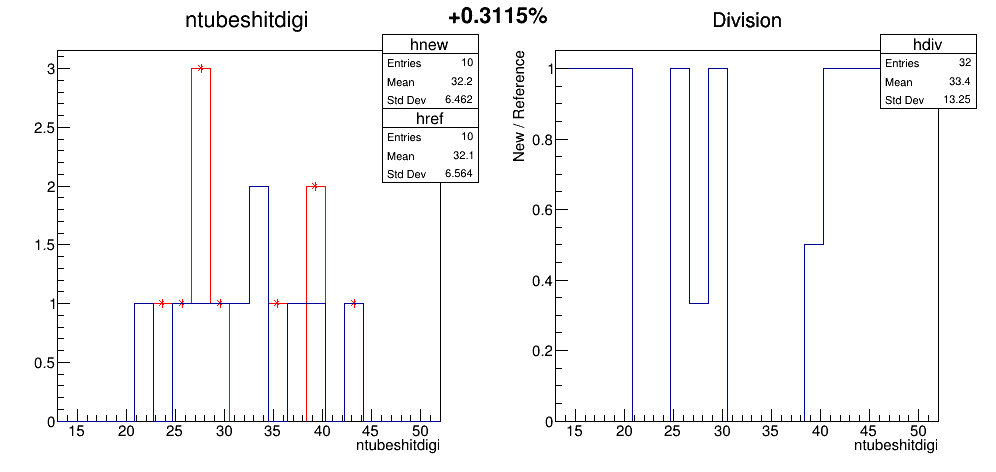 ntubeshitdigi
+0.3115%
Division
hnew
Entries 10
Mean 32.2
Std Dev 6.462
href
Entries 10
Mean 32.1
Std Dev 6.564
3
2.5
2
1.5
1
0.5
0
15 20 25 30 35 40 45 50
ntubeshitdigi
hdiv
Entries 32
Mean 33.4
Std Dev 13.25
New / Reference
1
0.8
0.6
0.4
0.2
0
15 20 25 30 35 40 45 50
ntubeshitdigi